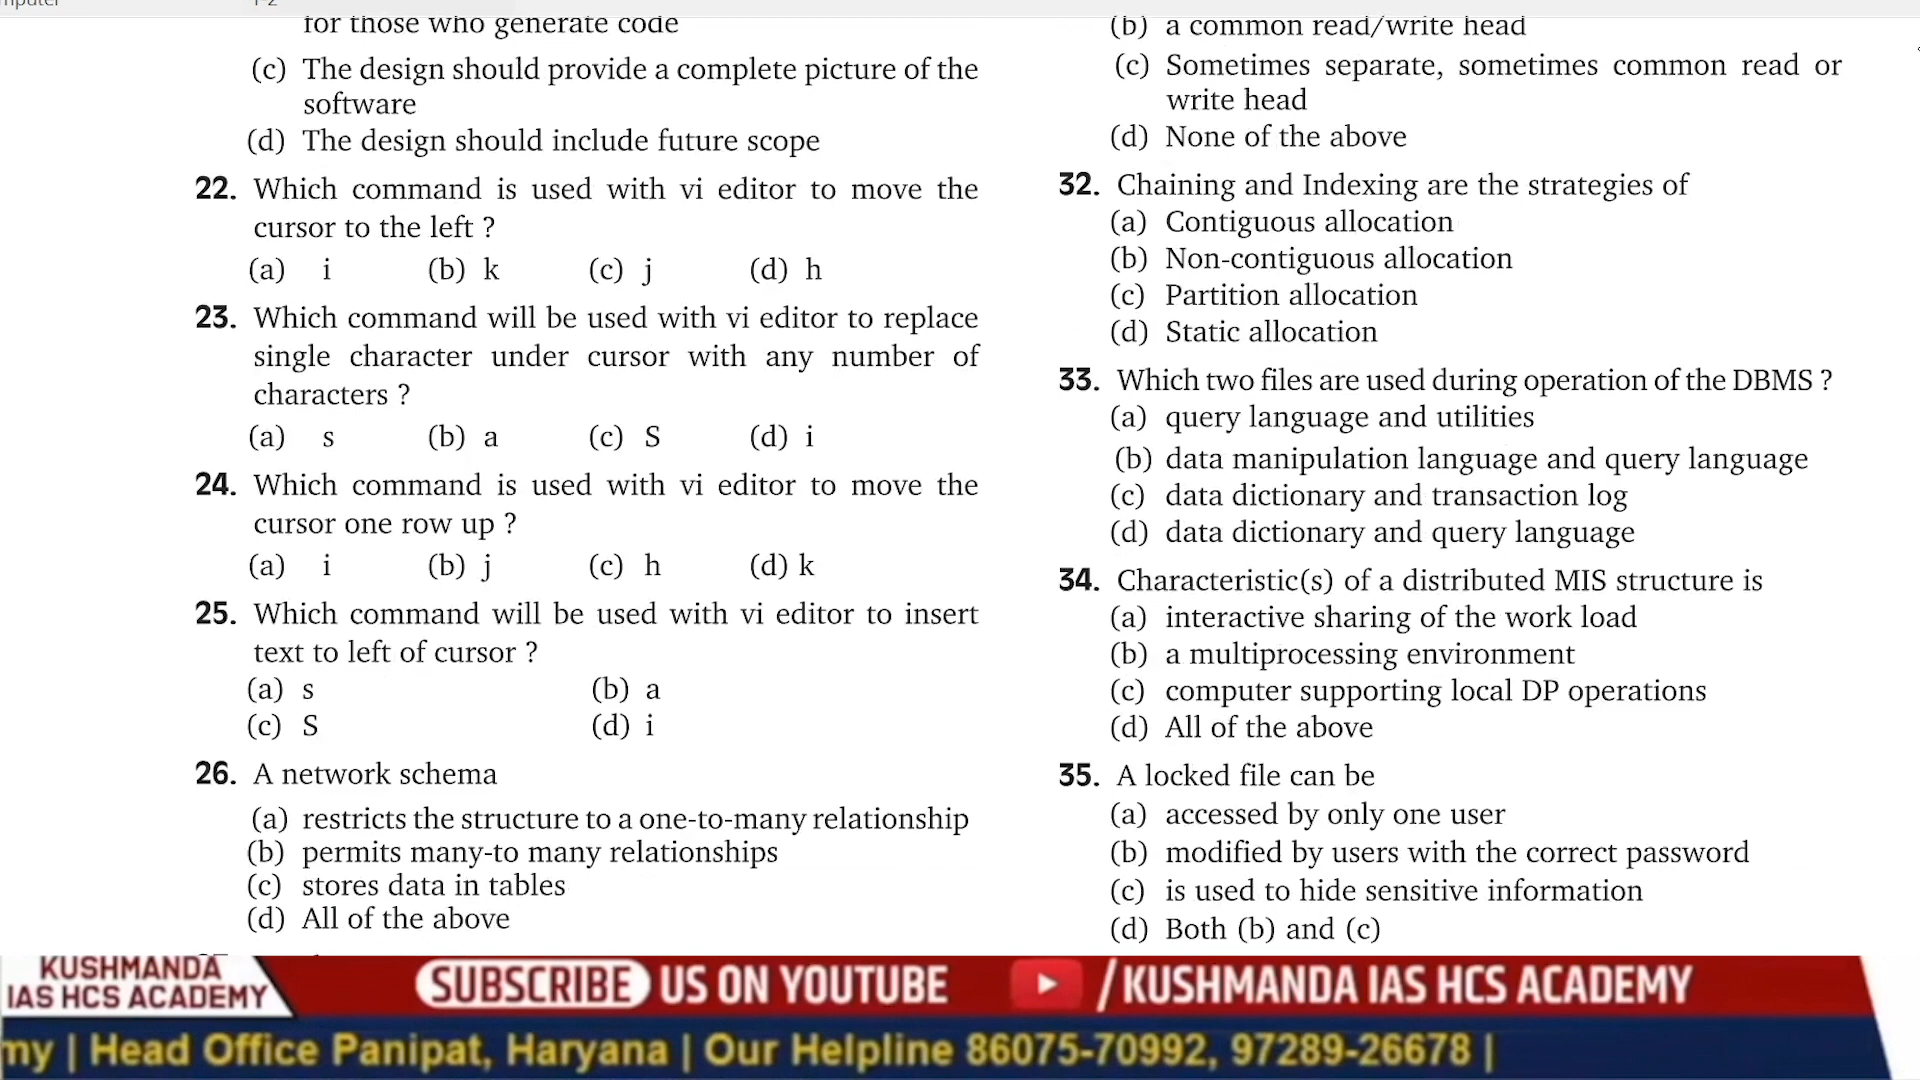 for those who generate code
(c) The design should provide a complete picture of the
software
(d) The design should include future scope
22. Which command is used with vi editor to move the
cursor to the left ?
(a) i (b) k (c) j (d) h
23. Which command will be used with vi editor to replace
single character under cursor with any number of
characters ?
(a) s (b) a (c) S (d) i
24. Which command is used with vi editor to move the
cursor one row up ?
(a) i (b) j (c) h (d) k
25. Which command will be used with vi editor to insert
text to left of cursor ?
(a) s (b) a
(c) S (d) i
26. A network schema
(a) restricts the structure to a one-to-many relationship
(b) permits many-to many relationships
(c) stores data in tables
(d) All of the above
(b) a common read/write head
(c) Sometimes separate, sometimes common read or
write head
(d) None of the above
32. Chaining and Indexing are the strategies of
(a) Contiguous allocation
(b) Non-contiguous allocation
(c) Partition allocation
(d) Static allocation
33. Which two files are used during operation of the DBMS ?
(a) query language and utilities
(b) data manipulation language and query language
(c) data dictionary and transaction log
(d) data dictionary and query language
34. Characteristic(s) of a distributed MIS structure is
(a) interactive sharing of the work load
(b) a multiprocessing environment
(c) computer supporting local DP operations
(d) All of the above
35. A locked file can be
(a) accessed by only one user
(b) modified by users with the correct password
(c) is used to hide sensitive information
(d) Both (b) and (c)
KUSHMANDA
IAS HCS ACADEMY
SUBSCRIBE US ON YOUTUBE /KUSHMANDA IAS HCS ACADEMY
my | Head Office Panipat, Haryana | Our Helpline 86075-70992, 97289-26678 |